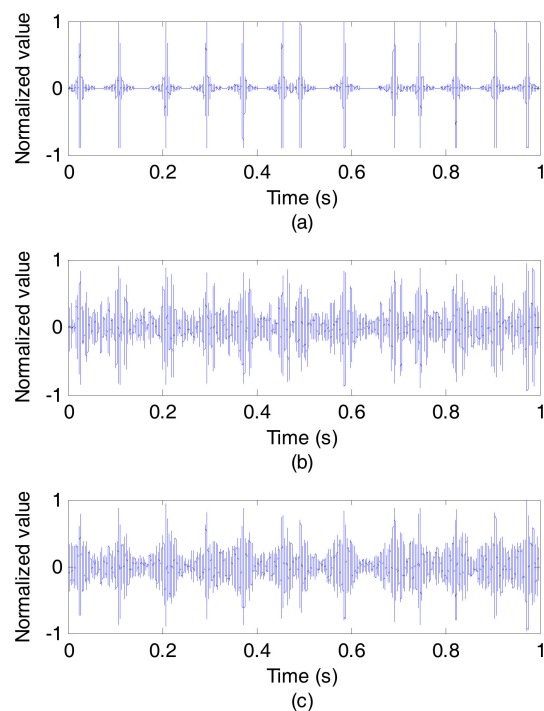 Normalized value
1
0
-1
0 0.2 0.4 0.6 0.8 1
Time (s)
(a)
Normalized value
1
0
-1
0 0.2 0.4 0.6 0.8 1
Time (s)
(b)
Normalized value
1
0
-1
0 0.2 0.4 0.6 0.8 1
Time (s)
(c)